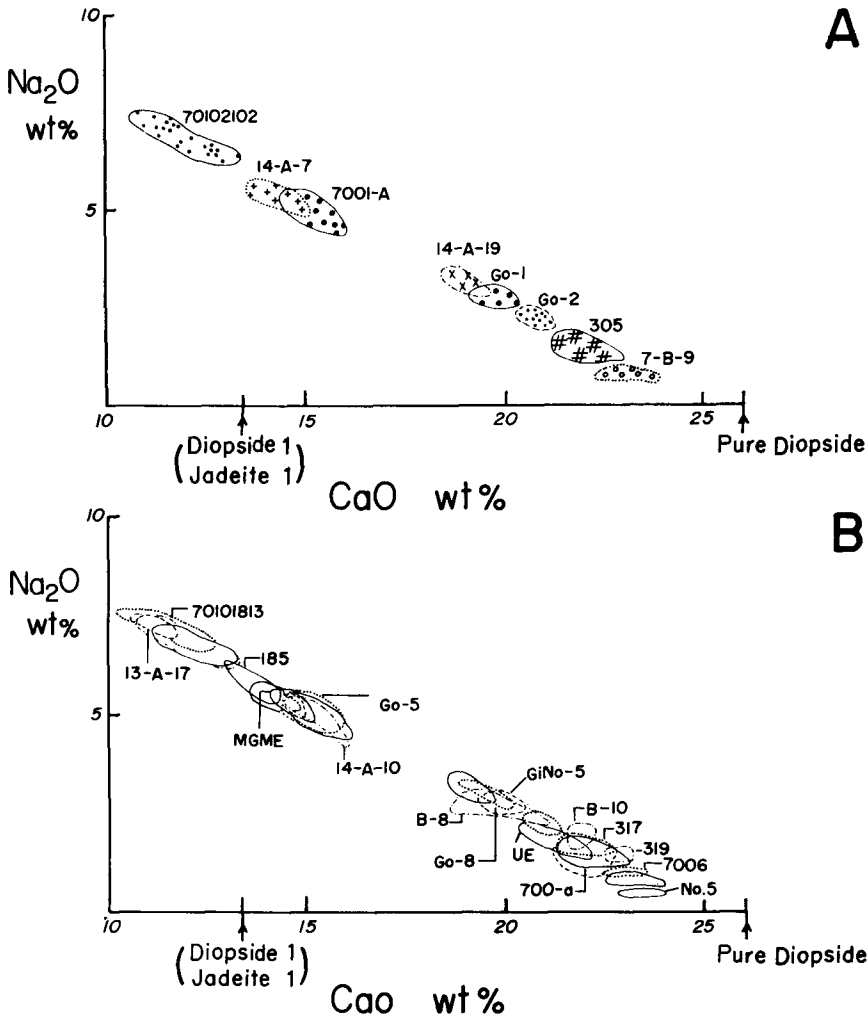 A
10
Na2O
wt%
70102102
14-A-7
7001-A
5
14-A-19
Go-1
Go-2
305
7-B-9
10
15
20
25
(Diopside 1
Jadeite 1)
Pure Diopside
CaO wt%
B
10
Na2O
wt%
70101813
13-A-17
185
Go-5
MGME
5
14-A-10
GiNo-5
B-8
B-10
317
Go-8
UE
319
7006
700-a
No.5
10
15
20
25
(Diopside 1
Jadeite 1)
Pure Diopside
Cao wt%